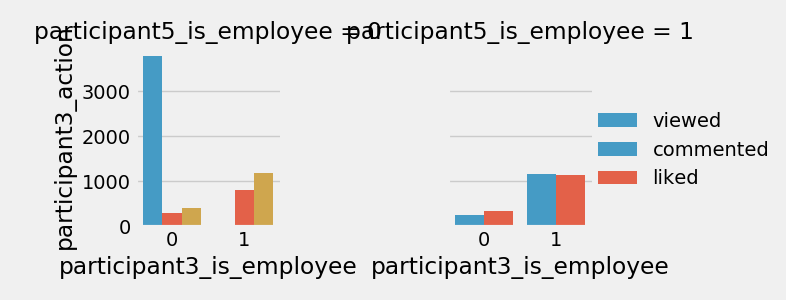 participant5_is_employee = 0
participant5_is_employee = 1
participant3_action
3000
2000
1000
0
0 1
0 1
participant3_is_employee
participant3_is_employee
viewed
commented
liked